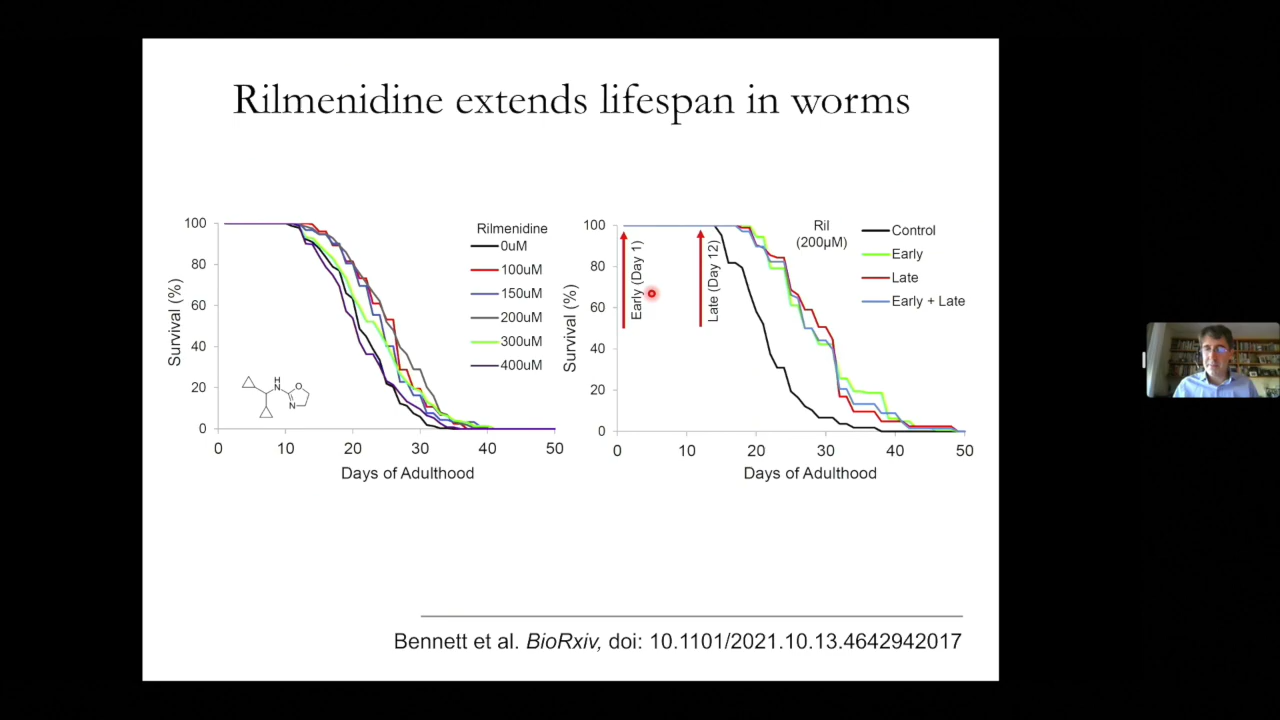 Rilmenidine extends lifespan in worms
Survival (%)
100
80
60
40
20
0
0 10 20 30 40 50
Days of Adulthood
Rilmenidine
0uM
100uM
150uM
200uM
300uM
400uM
H
N
O
N
Survival (%)
100
80
60
40
20
0
0 10 20 30 40 50
Days of Adulthood
Early (Day 1)
Late (Day 12)
Ril
(200µM)
Control
Early
Late
Early + Late
Bennett et al. BioRxiv, doi: 10.1101/2021.10.13.4642942017